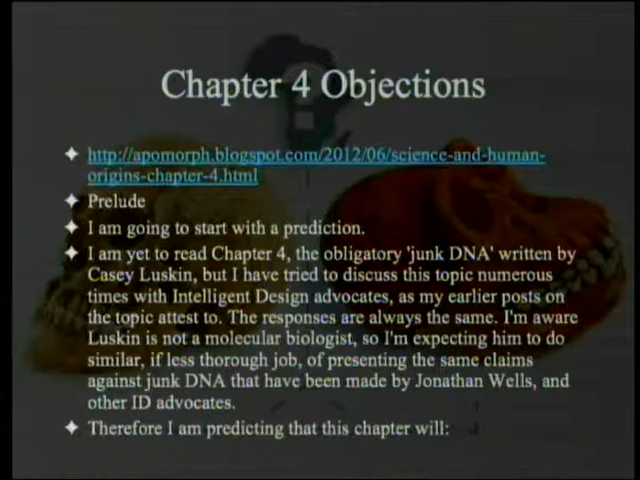 Chapter 4 Objections
http://apomorph.blogspot.com/2012/06/science-and-human-
origins-chapter-4.html
Prelude
I am going to start with a prediction.
I am yet to read Chapter 4, the obligatory 'junk DNA' written by
Casey Luskin, but I have tried to discuss this topic numerous
times with Intelligent Design advocates, as my earlier posts on
the topic attest to. The responses are always the same. I'm aware
Luskin is not a molecular biologist, so I'm expecting him to do
similar, if less thorough job, of presenting the same claims
against junk DNA that have been made by Jonathan Wells, and
other ID advocates.
Therefore I am predicting that this chapter will: